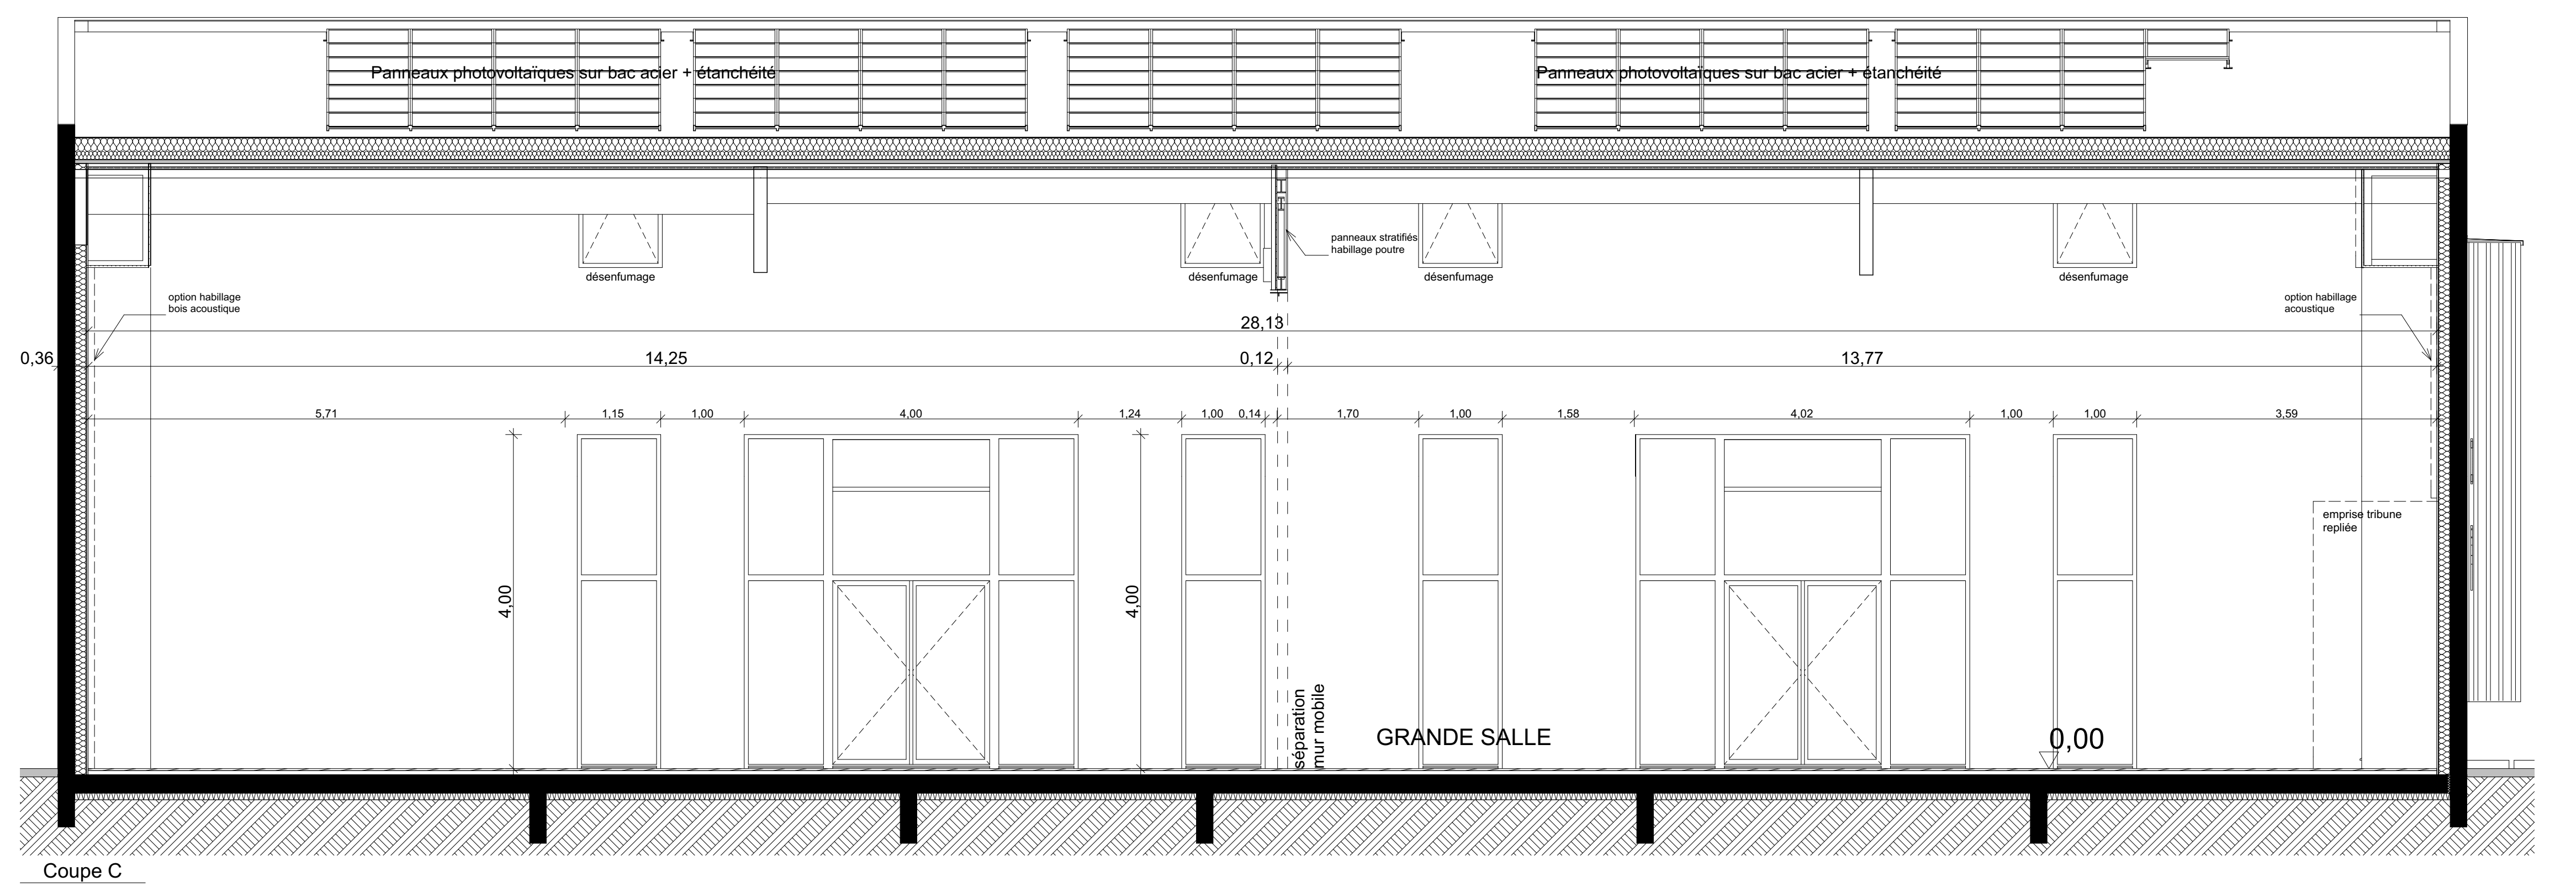 Panneaux photovoltaïques sur bac acier + étanchéité
Panneaux photovoltaïques sur bac acier + étanchéité
panneaux stratifiés
habillage poutre
désenfumage
désenfumage
désenfumage
désenfumage
option habillage
bois acoustique
option habillage
acoustique
28,13
0,36
14,25
0,12
13,77
5,71
1,15
1,00
4,00
1,24
1,00
0,14
1,70
1,00
1,58
4,02
1,00
1,00
3,59
emprise tribune
repliée
4,00
4,00
séparation
mur mobile
GRANDE SALLE
0,00
Coupe C